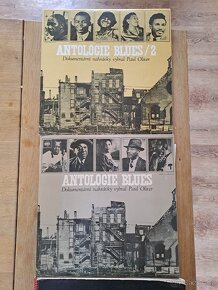 ANTOLOGIE BLUES/2
Dokumentární nahrávky vybral Paul Oliver
ANTOLOGIE BLUES
Dokumentární nahrávky vybral Paul Oliver